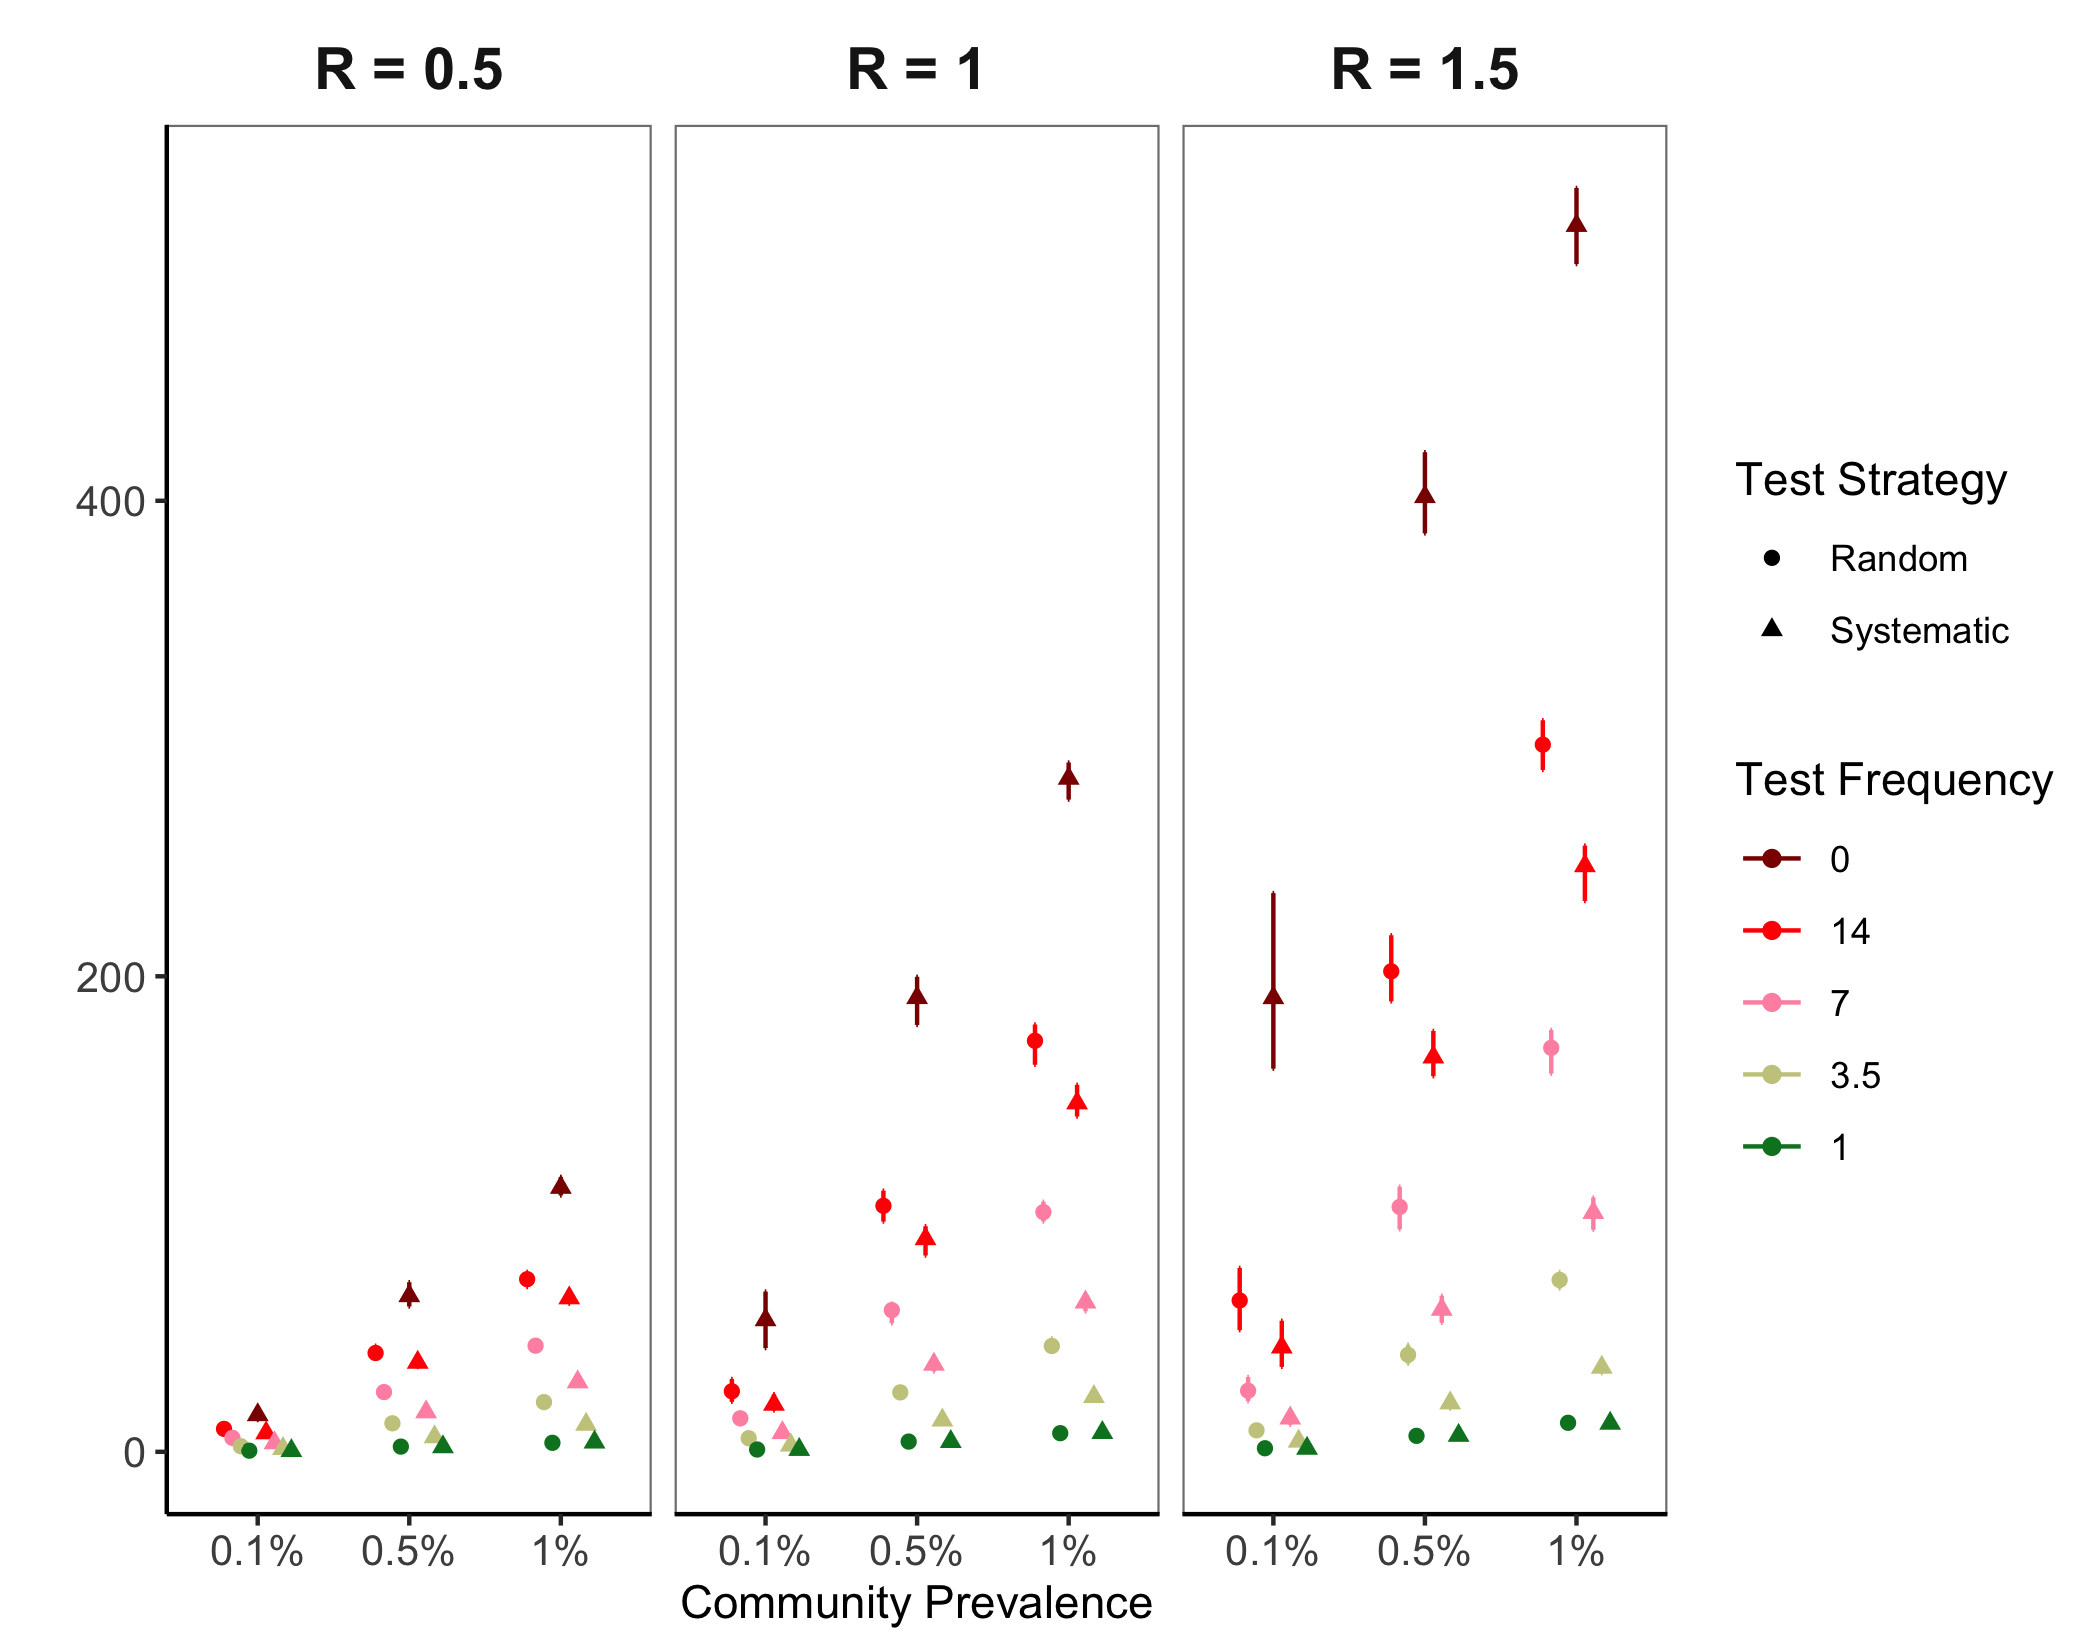 R = 0.5
R = 1
R = 1.5
400
200
0
0.1%
0.5%
1%
0.1%
0.5%
1%
0.1%
0.5%
1%
Community Prevalence
Test Strategy
Random
Systematic
Test Frequency
0
14
7
3.5
1